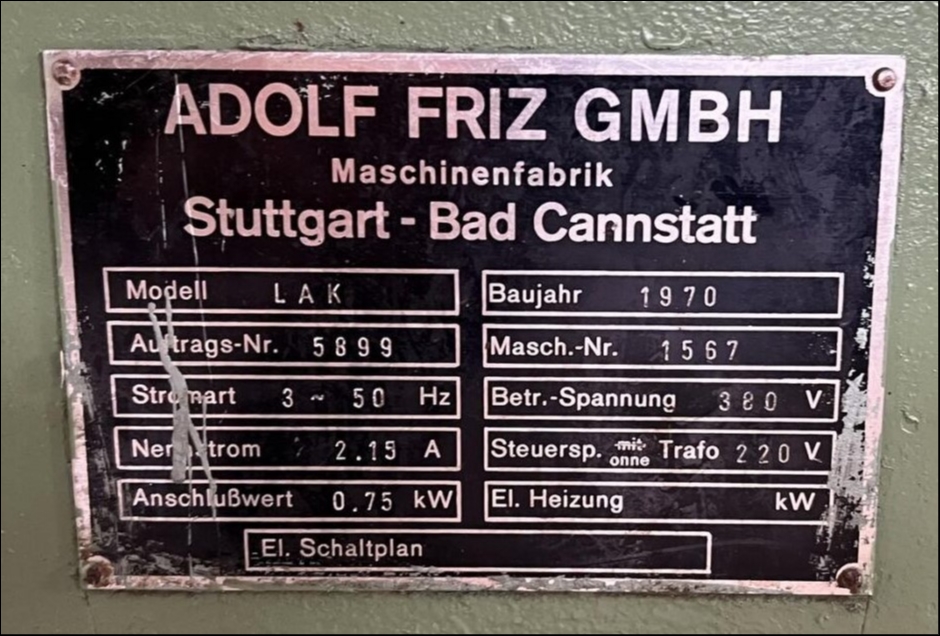 ADOLF FRIZ GMBH
Maschinenfabrik
Stuttgart - Bad Cannstatt
Modell LAK
Baujahr 1970
Auftrags-Nr. 5899
Masch.-Nr. 1567
Stromart 3 ~ 50 Hz
Betr.-Spannung 380 V
Nennstrom 2.15 A
Steuersp. mit ohne Trafo 220 V
Anschlußwert 0.75 kW
El. Heizung kW
El. Schaltplan